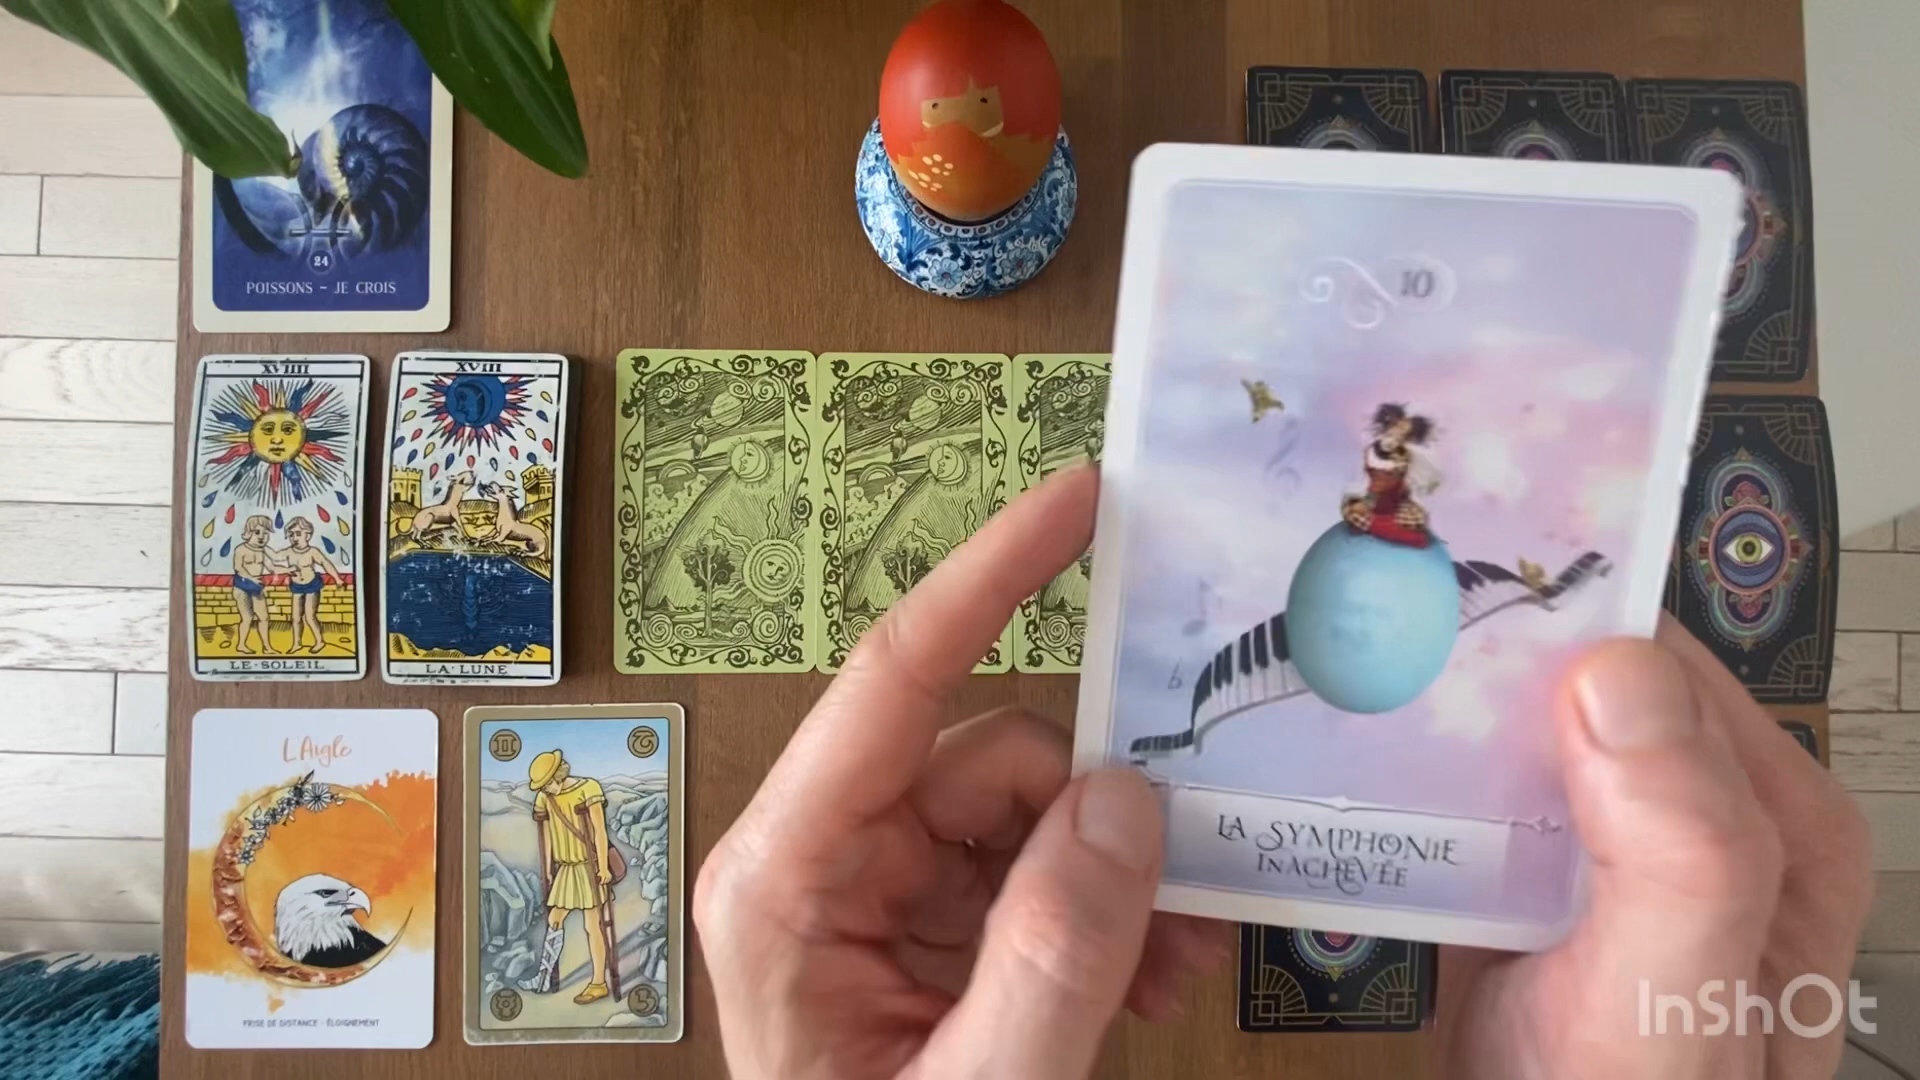 24
POISSONS ~ JE CROIS
XVIIII
LE·SOLEIL
XVIII
LA·LUNE
L'Aigle
PRISE DE DISTANCE - ÉLOIGNEMENT
10
LA SYMPHONIE
INACHEVÉE
InShOt